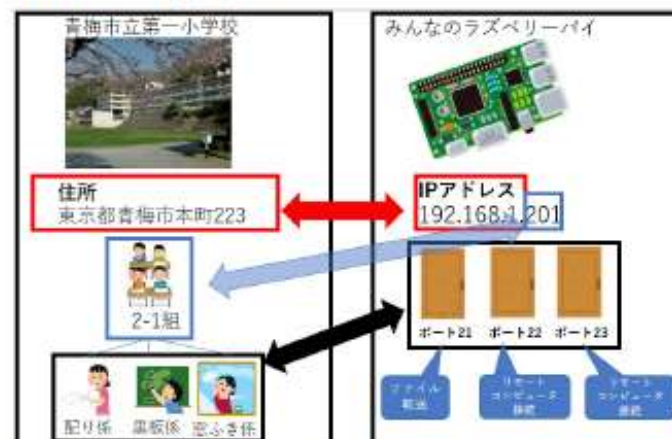 青梅市立第一小学校
住所
東京都青梅市本町223
2-1組
配り係
黒板係
窓ふき係
みんなのラズベリーパイ
IPアドレス
192.168.1.201
ポート21
ポート22
ポート23
ファイル
転送
リモート
コンピュータ
接続
リモート
コンピュータ
接続